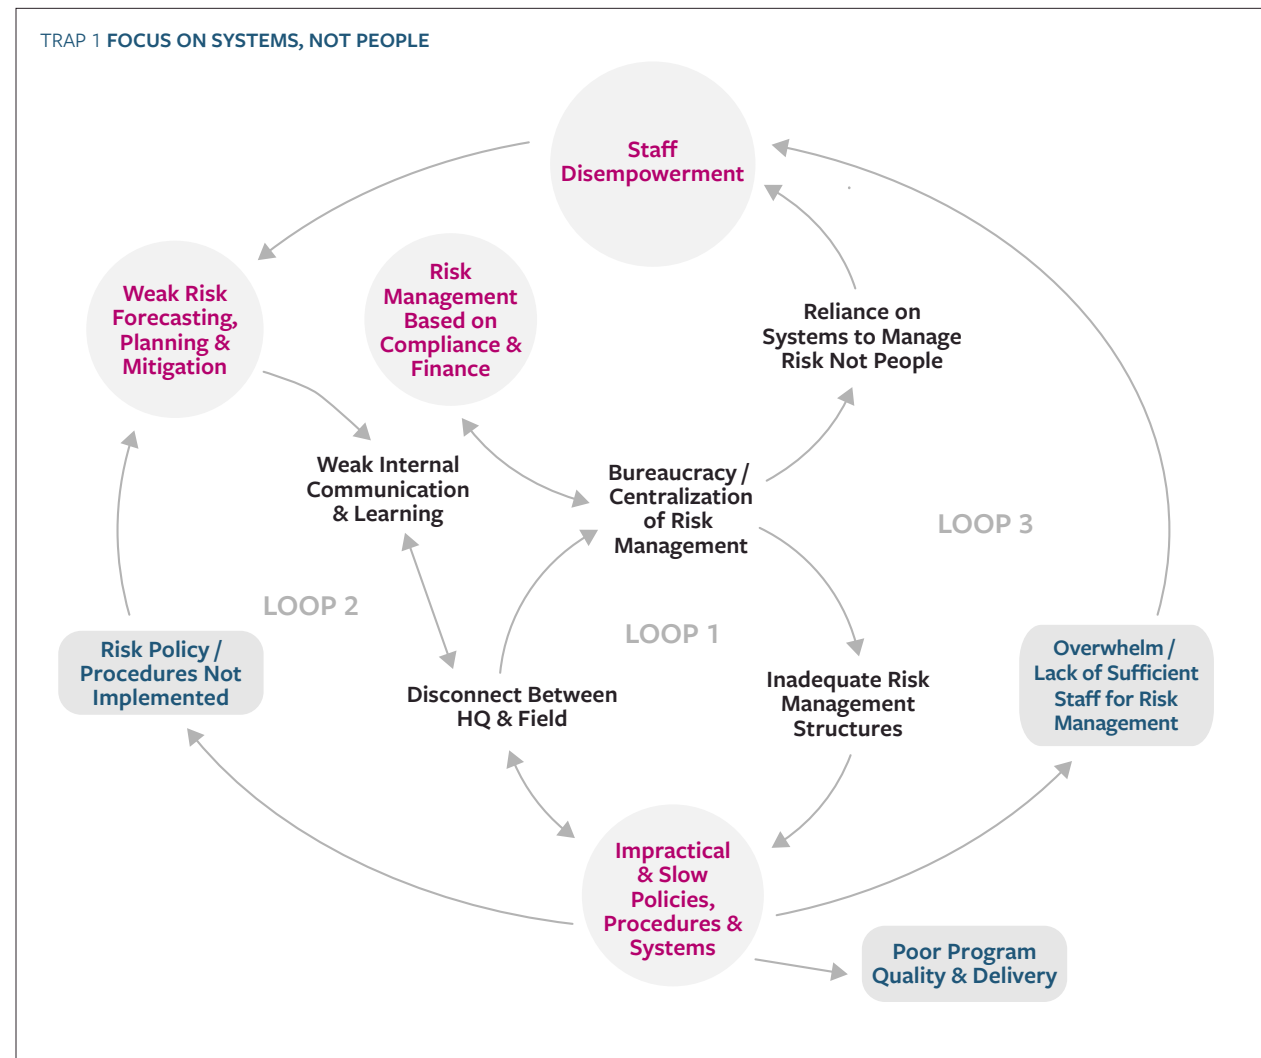 TRAP 1 FOCUS ON SYSTEMS, NOT PEOPLE
Staff
Disempowerment
Weak Risk
Forecasting,
Planning &
Mitigation
Risk
Management
Based on
Compliance &
Finance
Reliance on
Systems to Manage
Risk Not People
Weak Internal
Communication
& Learning
Bureaucracy /
Centralization
of Risk
Management
LOOP 3
LOOP 2
LOOP 1
Risk Policy /
Procedures Not
Implemented
Disconnect Between
HQ & Field
Inadequate Risk
Management
Structures
Overwhelm /
Lack of Sufficient
Staff for Risk
Management
Impractical
& Slow
Policies,
Procedures &
Systems
Poor Program
Quality & Delivery